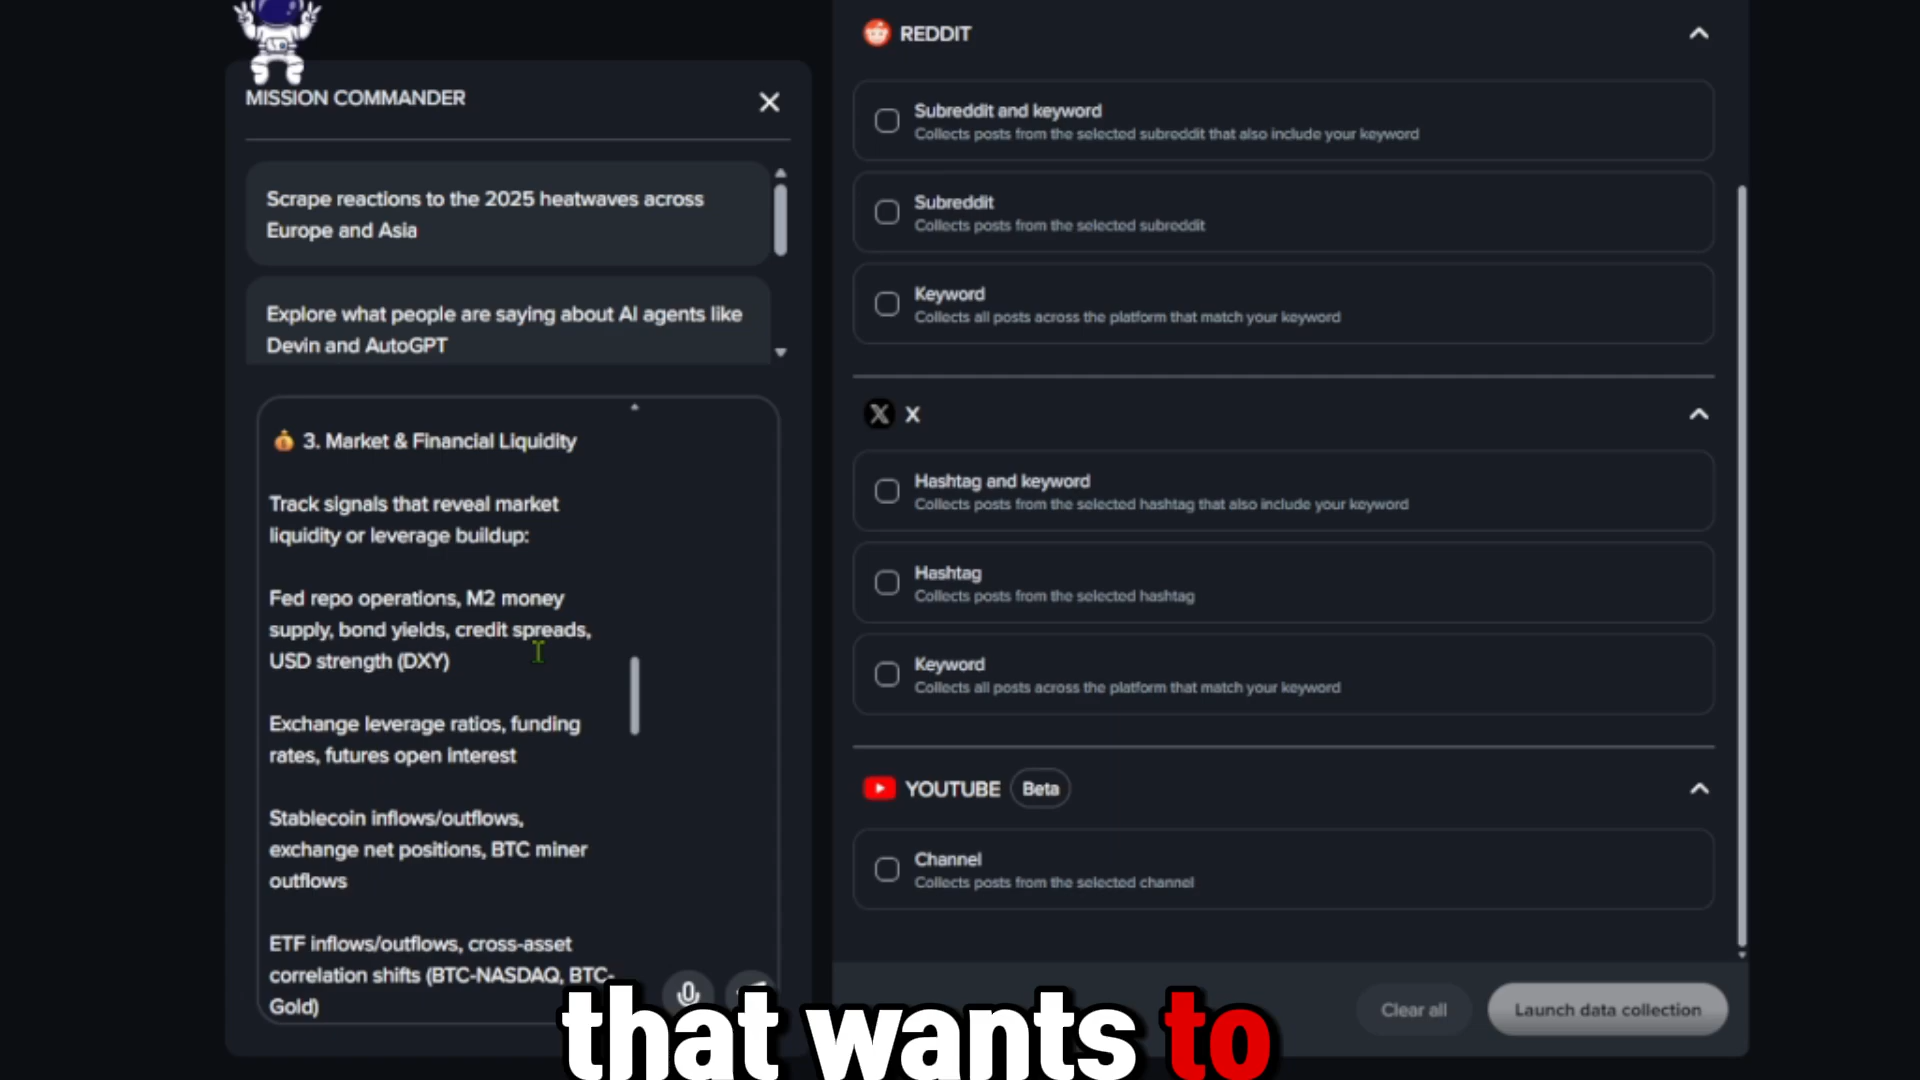 MISSION COMMANDER
Scrape reactions to the 2025 heatwaves across
Europe and Asia
Explore what people are saying about AI agents like
Devin and AutoGPT
💰 3. Market & Financial Liquidity
Track signals that reveal market
liquidity or leverage buildup:
Fed repo operations, M2 money
supply, bond yields, credit spreads,
USD strength (DXY)
Exchange leverage ratios, funding
rates, futures open interest
Stablecoin inflows/outflows,
exchange net positions, BTC miner
outflows
ETF inflows/outflows, cross-asset
correlation shifts (BTC-NASDAQ, BTC-
Gold)
REDDIT
Subreddit and keyword
Collects posts from the selected subreddit that also include your keyword
Subreddit
Collects posts from the selected subreddit
Keyword
Collects all posts across the platform that match your keyword
X
Hashtag and keyword
Collects posts from the selected hashtag that also include your keyword
Hashtag
Collects posts from the selected hashtag
Keyword
Collects all posts across the platform that match your keyword
YOUTUBE Beta
Channel
Collects posts from the selected channel
Clear all
Launch data collection
that wants to